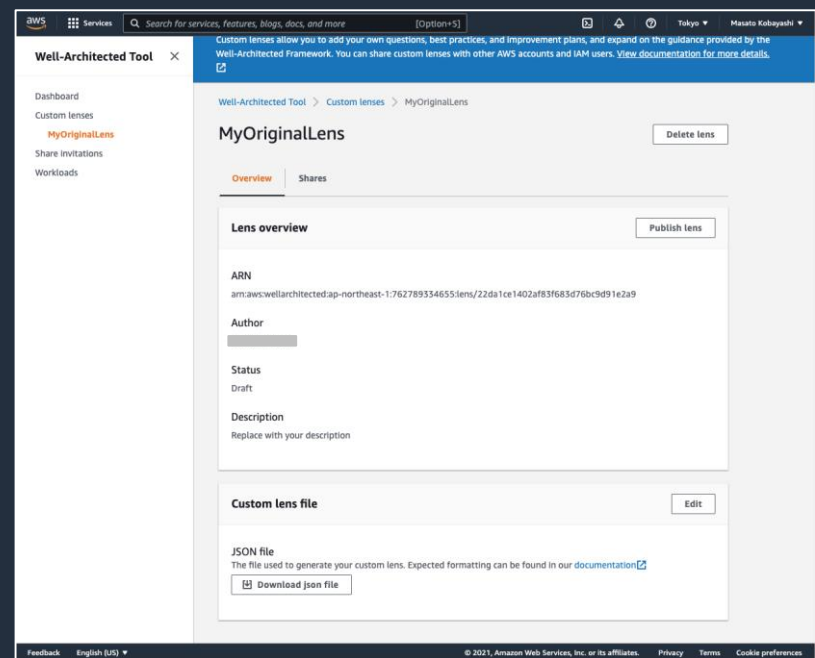 aws Services Search for services, features, blogs, docs, and more [Option+S] Tokyo ▼ Masato Kobayashi ▼
Well-Architected Tool
Dashboard
Custom lenses
MyOriginalLens
Share invitations
Workloads
Custom lenses allow you to add your own questions, best practices, and improvement plans, and expand on the guidance provided by the
Well-Architected Framework. You can share custom lenses with other AWS accounts and IAM users. View documentation for more details.
Well-Architected Tool > Custom lenses > MyOriginalLens
MyOriginalLens
Delete lens
Overview Shares
Lens overview
Publish lens
ARN
arn:aws:wellarchitected:ap-northeast-1:762789334655:lens/22da1ce1402af83f683d76bc9d91e2a9
Author
Status
Draft
Description
Replace with your description
Custom lens file
Edit
JSON file
The file used to generate your custom lens. Expected formatting can be found in our documentation
Download json file
Feedback English (US) ▼ © 2021, Amazon Web Services, Inc. or its affiliates. Privacy Terms Cookie preferences